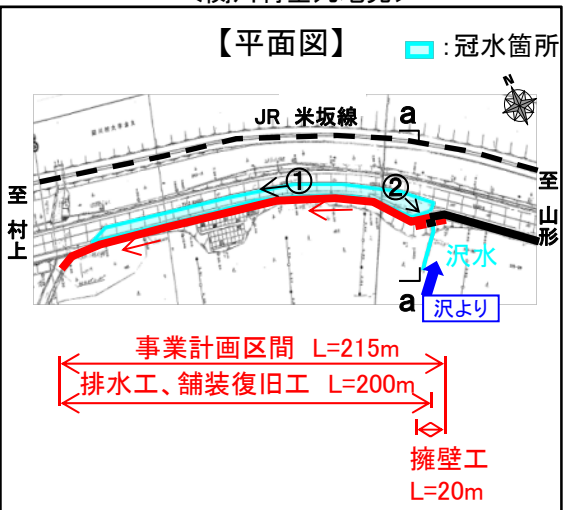 【平面図】
:冠水箇所
N
JR 米坂線
a
①
②
至 村上
至 山形
沢水
a
沢より
事業計画区間 L=215m
排水工、舗装復旧工 L=200m
擁壁工
L=20m